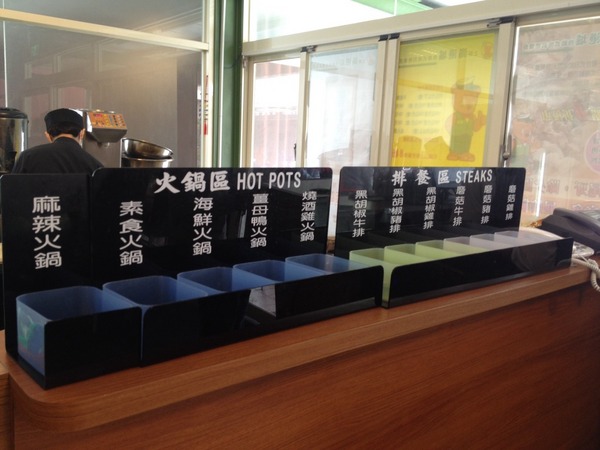 火鍋區 HOT POTS
麻辣火鍋
素食火鍋
海鮮火鍋
薑母鴨火鍋
燒酒雞火鍋
排餐區 STEAKS
黑胡椒牛排
黑胡椒豬排
黑胡椒雞排
蘑菇牛排
蘑菇豬排
蘑菇雞排